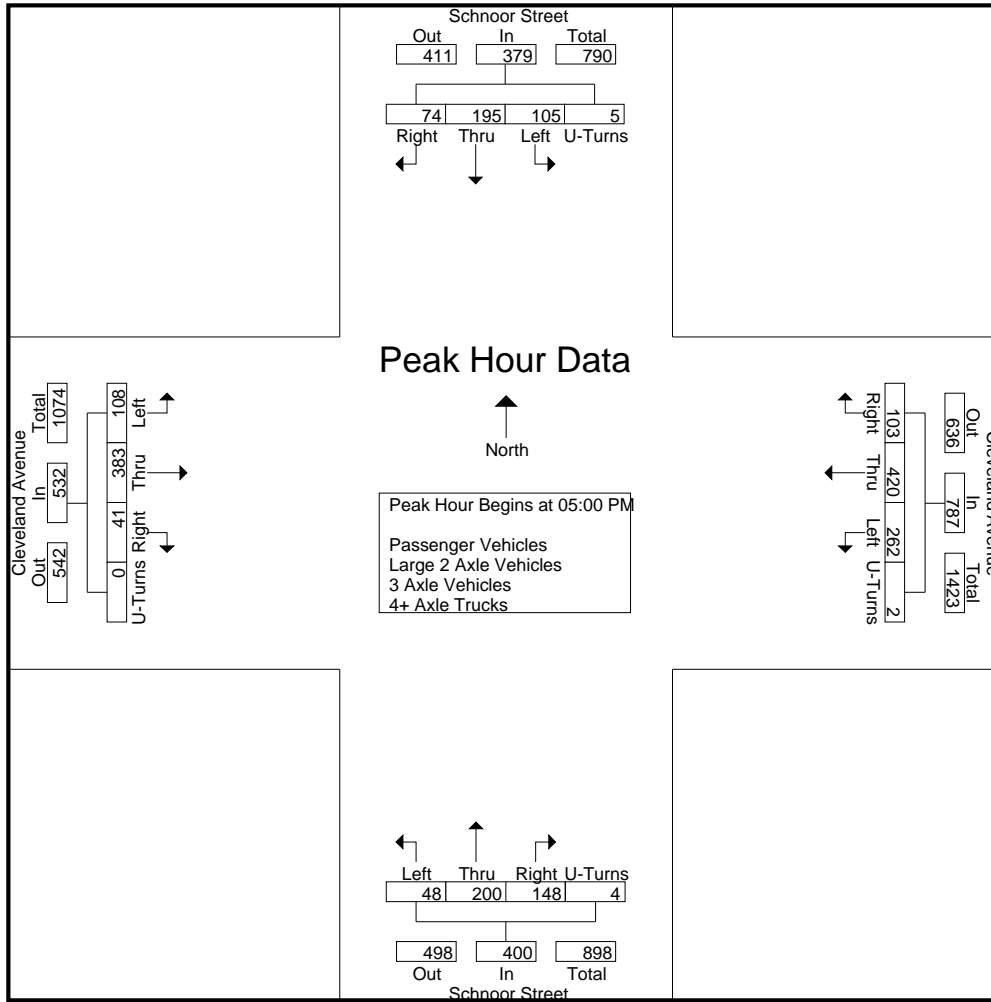 Schnoor Street
Out In Total
411 379 790
74 195 105 5
Right Thru Left U-Turns
Peak Hour Data
North
Peak Hour Begins at 05:00 PM
Passenger Vehicles
Large 2 Axle Vehicles
3 Axle Vehicles
4+ Axle Trucks
Cleveland Avenue
Out In Total
542 532 1074
0 41 383 108
U-Turns Right Thru Left
Cleveland Avenue
Out In Total
636 787 1423
103 420 262 2
Right Thru Left U-Turns
Left Thru Right U-Turns
48 200 148 4
498 400 898
Out In Total
Schnoor Street